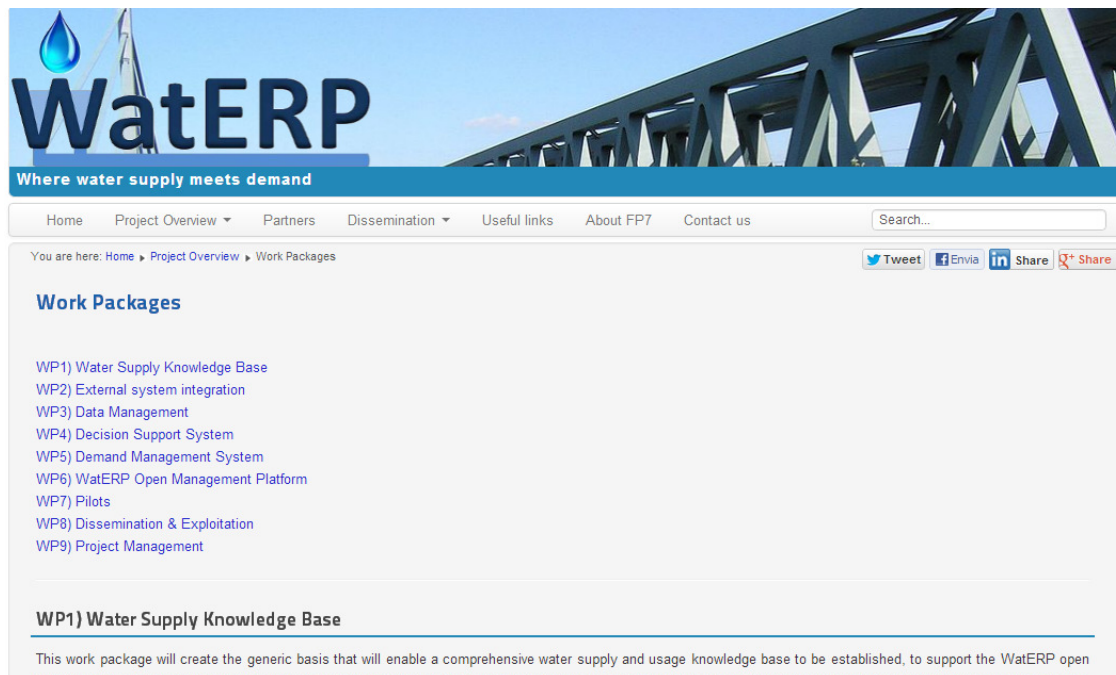 WatERP
Where water supply meets demand
Home Project Overview Partners Dissemination Useful links About FP7 Contact us Search...
You are here: Home Project Overview Work Packages Tweet Envia Share Share
Work Packages
WP1) Water Supply Knowledge Base
WP2) External system integration
WP3) Data Management
WP4) Decision Support System
WP5) Demand Management System
WP6) WatERP Open Management Platform
WP7) Pilots
WP8) Dissemination & Exploitation
WP9) Project Management
WP1) Water Supply Knowledge Base
This work package will create the generic basis that will enable a comprehensive water supply and usage knowledge base to be established, to support the WatERP open